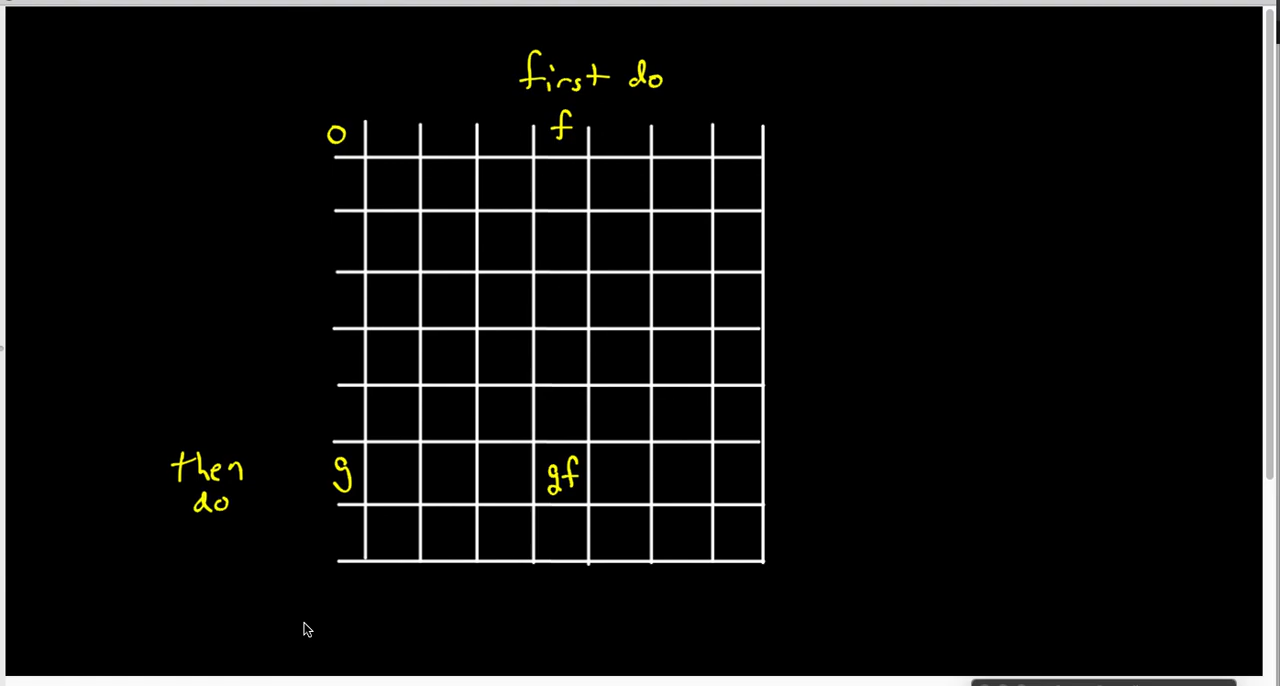 first do
o f
then
do
g gf